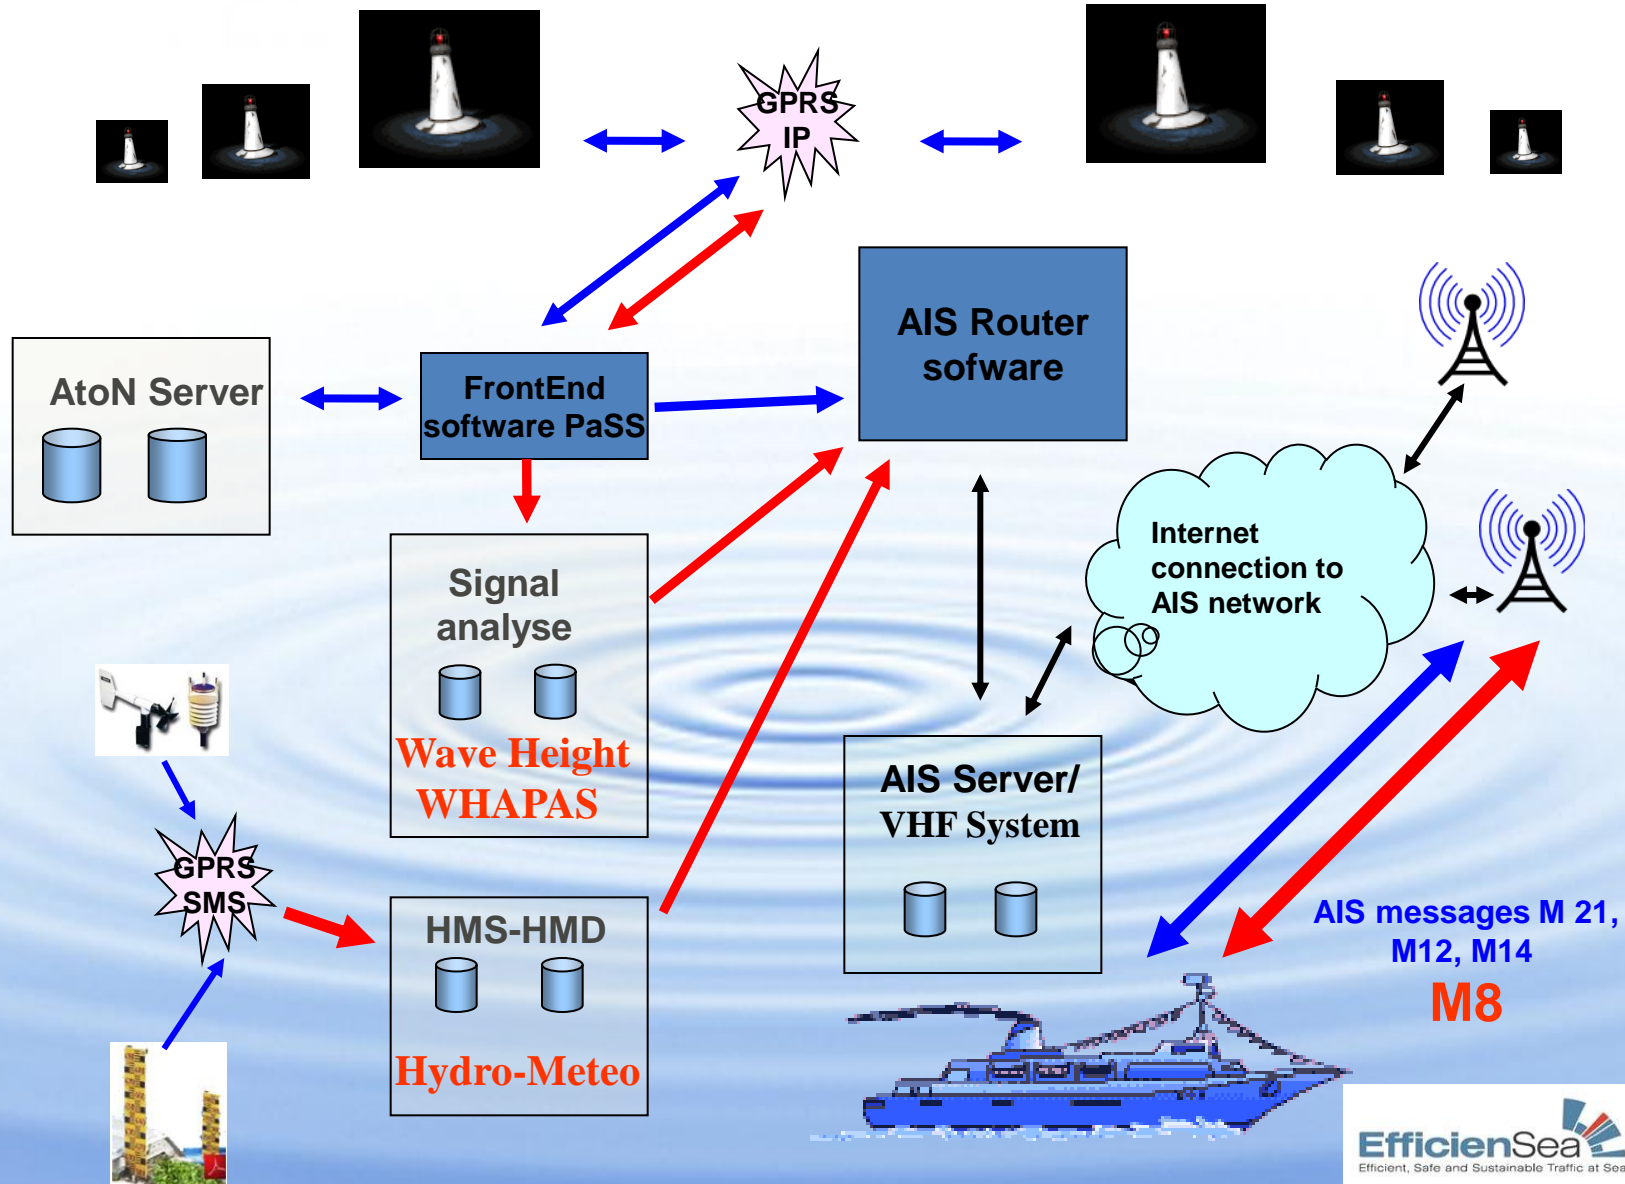 GPRS
IP
AIS Router
sofware
AtoN Server
FrontEnd
software PaSS
Internet
connection to
AIS network
Signal
analyse
Wave Height
WHAPAS
AIS Server/
VHF System
GPRS
SMS
HMS-HMD
Hydro-Meteo
AIS messages M 21,
M12, M14
M8
EfficienSea
Efficient, Safe and Sustainable Traffic at Sea